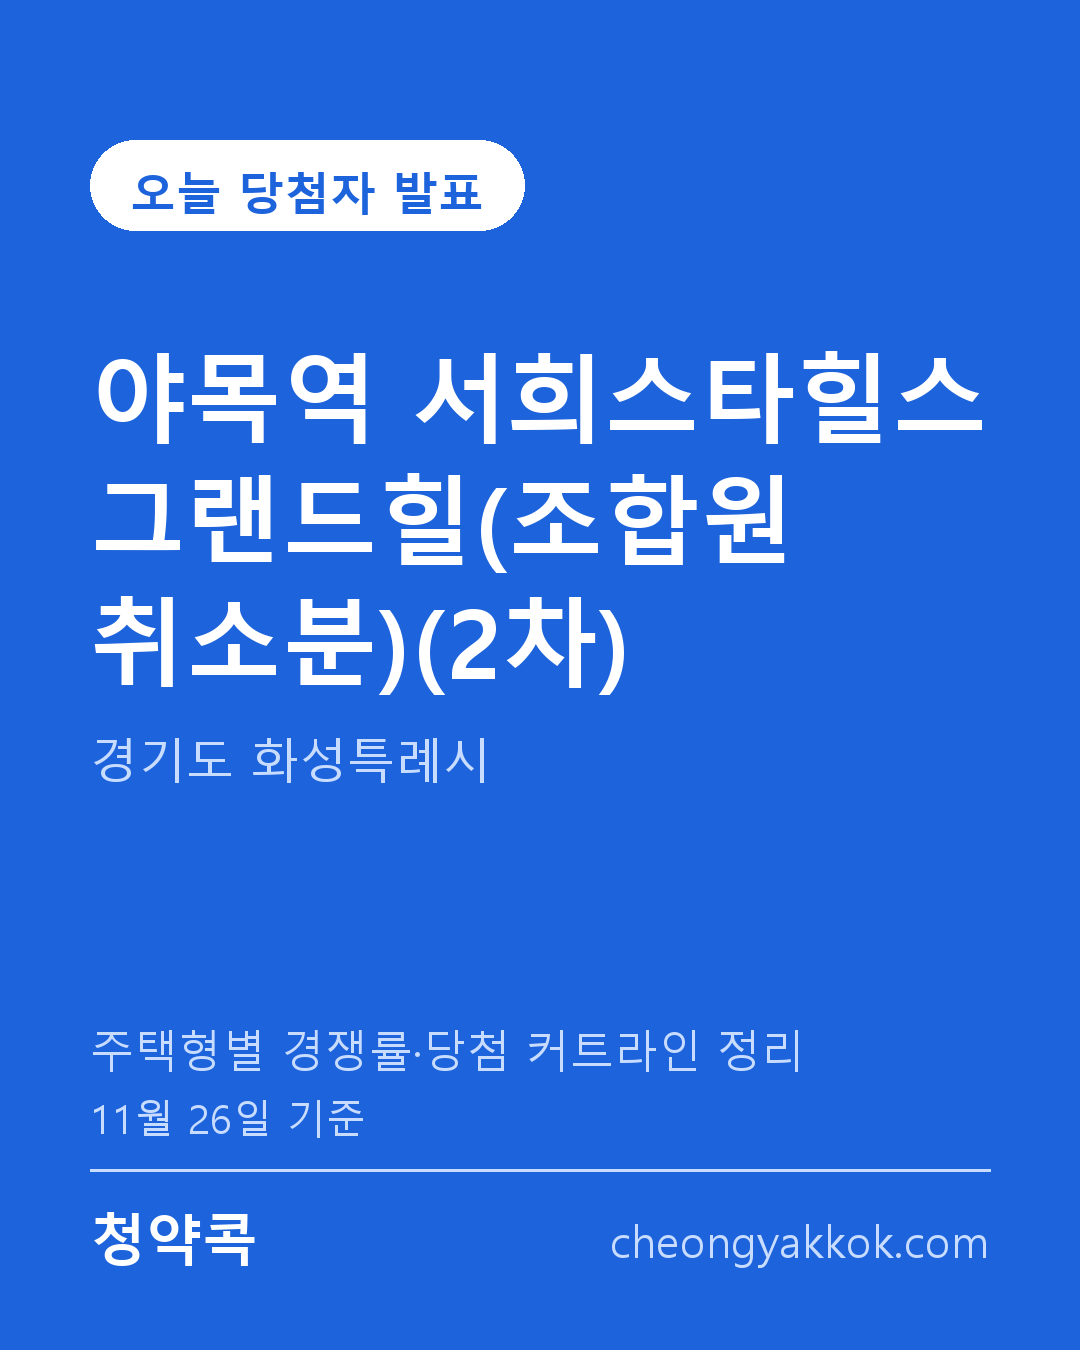 오늘 당첨자 발표
야목역 서희스타힐스
그랜드힐(조합원
취소분)(2차)
경기도 화성특례시
주택형별 경쟁률·당첨 커트라인 정리
11월 26일 기준
청약콕
cheongyakkok.com